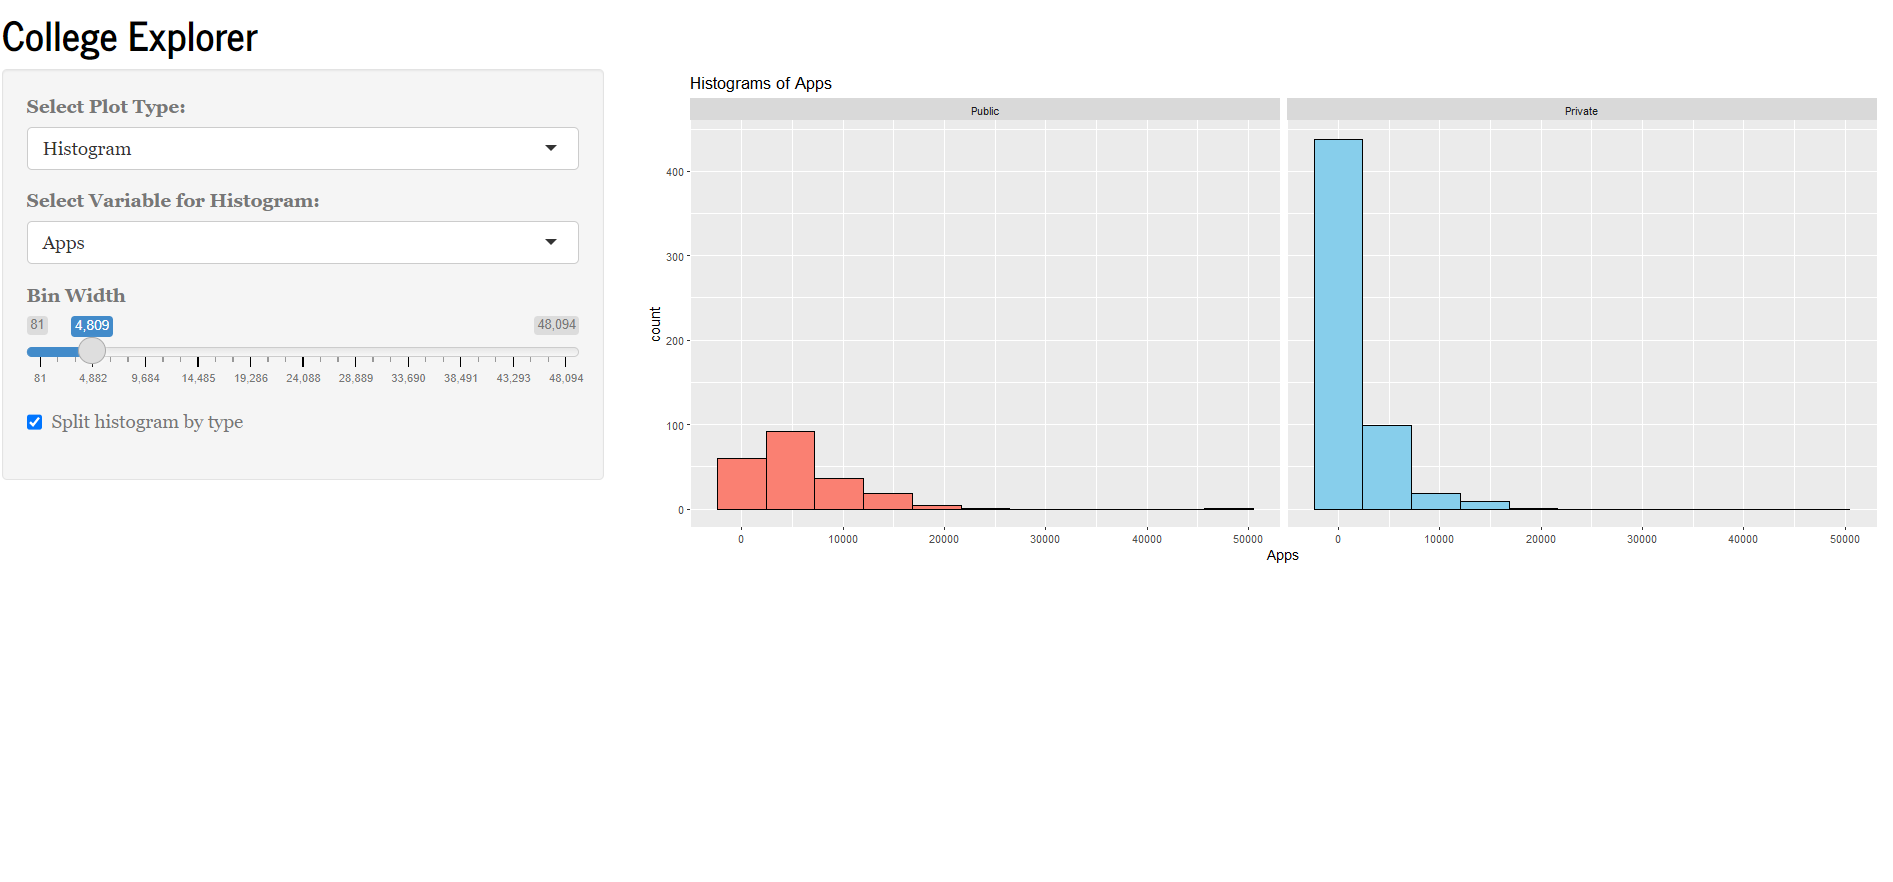 College Explorer
Select Plot Type:
Histogram
Select Variable for Histogram:
Apps
Bin Width
81 4,809 48,094
81 4,882 9,684 14,485 19,286 24,088 28,889 33,690 38,491 43,293 48,094
Split histogram by type
Histograms of Apps
Public Private
400
300
200
100
0
count
0 10000 20000 30000 40000 50000 0 10000 20000 30000 40000 50000
Apps